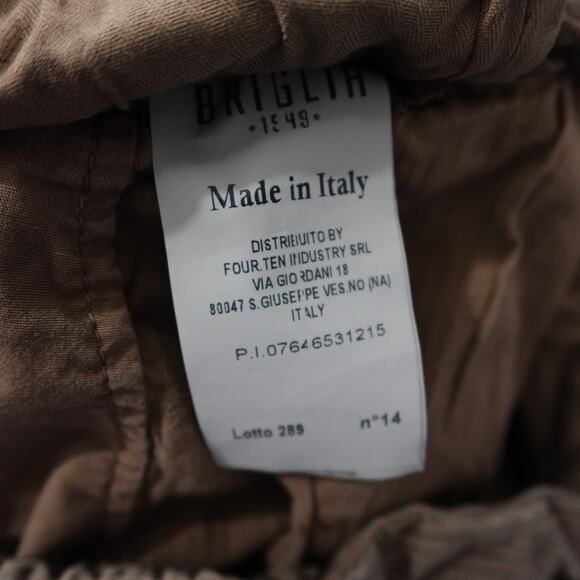 BRIGLIA
•1949•
Made in Italy
DISTRIBUITO BY
FOUR.TEN INDUSTRY SRL
VIA GIORDANI 18
80047 S.GIUSEPPE VES.NO (NA)
ITALY
P.I.07646531215
Lotto 289
n°14